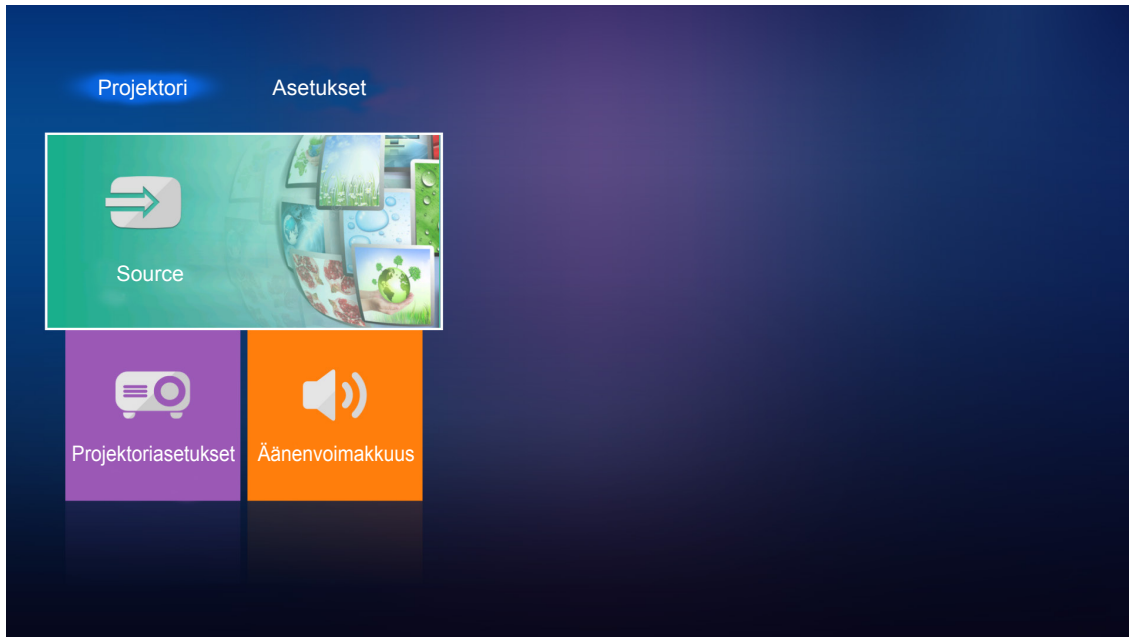 Projektori
Asetukset
Source
Projektoriasetukset
Äänenvoimakkuus